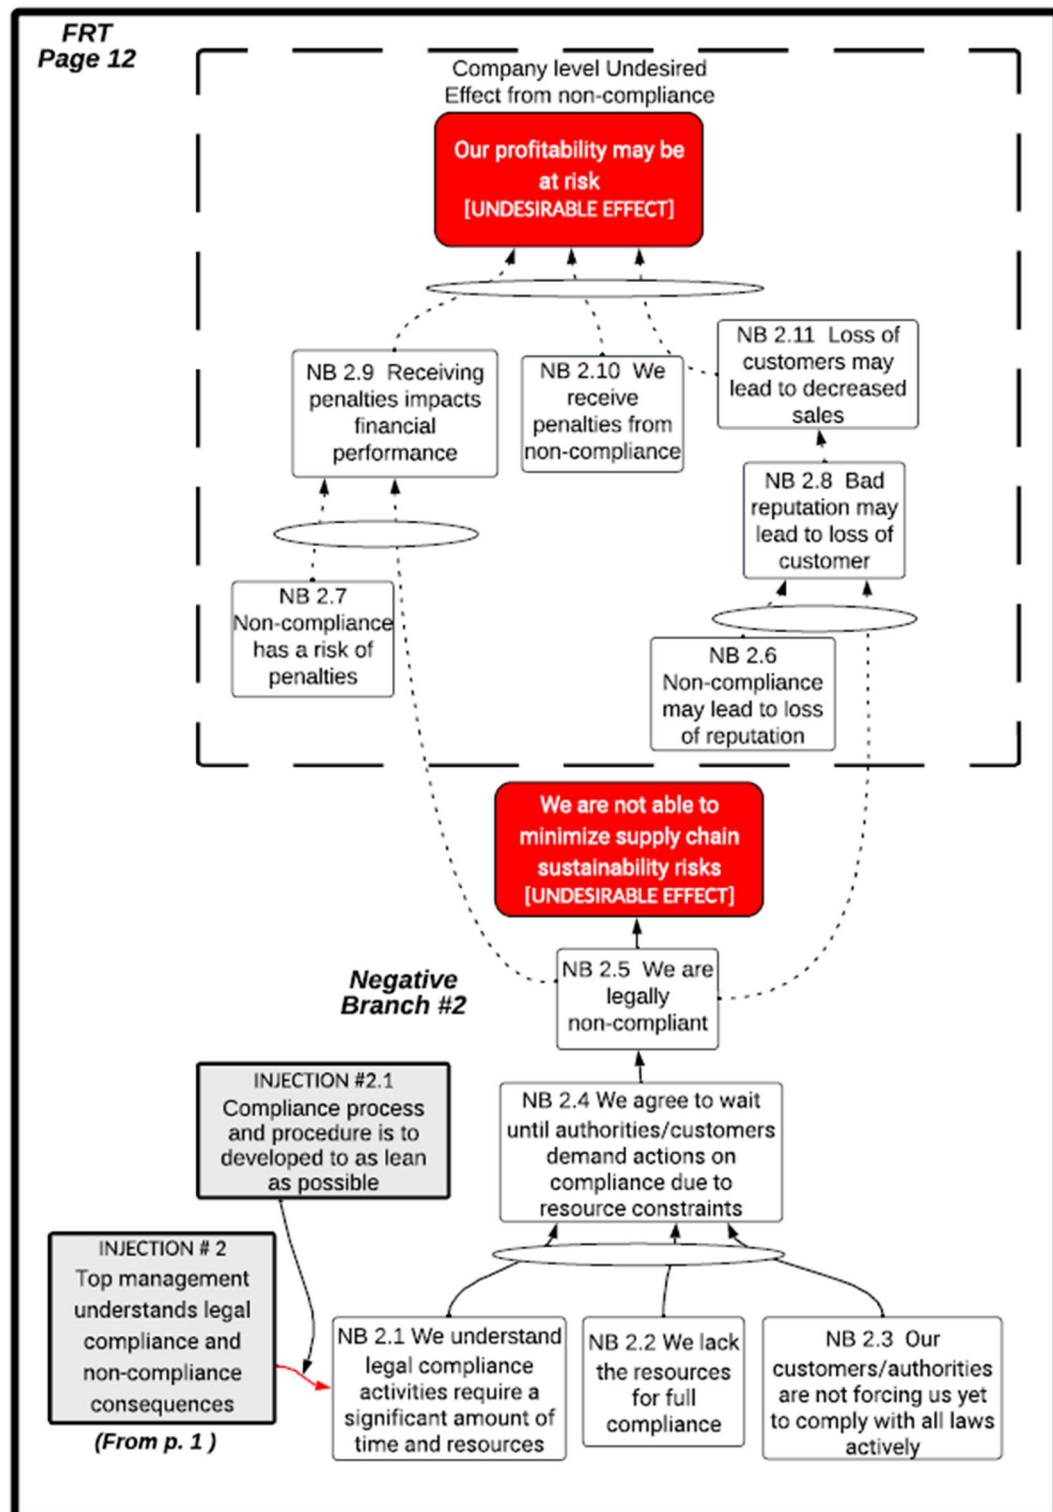 FRT
Page 12
Company level Undesired
Effect from non-compliance
Our profitability may be
at risk
[UNDESIRABLE EFFECT]
NB 2.9 Receiving
penalties impacts
financial
performance
NB 2.10 We
receive
penalties from
non-compliance
NB 2.11 Loss of
customers may
lead to decreased
sales
NB 2.8 Bad
reputation may
lead to loss of
customer
NB 2.7
Non-compliance
has a risk of
penalties
NB 2.6
Non-compliance
may lead to loss
of reputation
We are not able to
minimize supply chain
sustainability risks
[UNDESIRABLE EFFECT]
Negative
Branch #2
NB 2.5 We are
legally
non-compliant
INJECTION #2.1
Compliance process
and procedure is to
developed to as lean
as possible
NB 2.4 We agree to wait
until authorities/customers
demand actions on
compliance due to
resource constraints
INJECTION # 2
Top management
understands legal
compliance and
non-compliance
consequences
(From p. 1 )
NB 2.1 We understand
legal compliance
activities require a
significant amount of
time and resources
NB 2.2 We lack
the resources
for full
compliance
NB 2.3 Our
customers/authorities
are not forcing us yet
to comply with all laws
actively